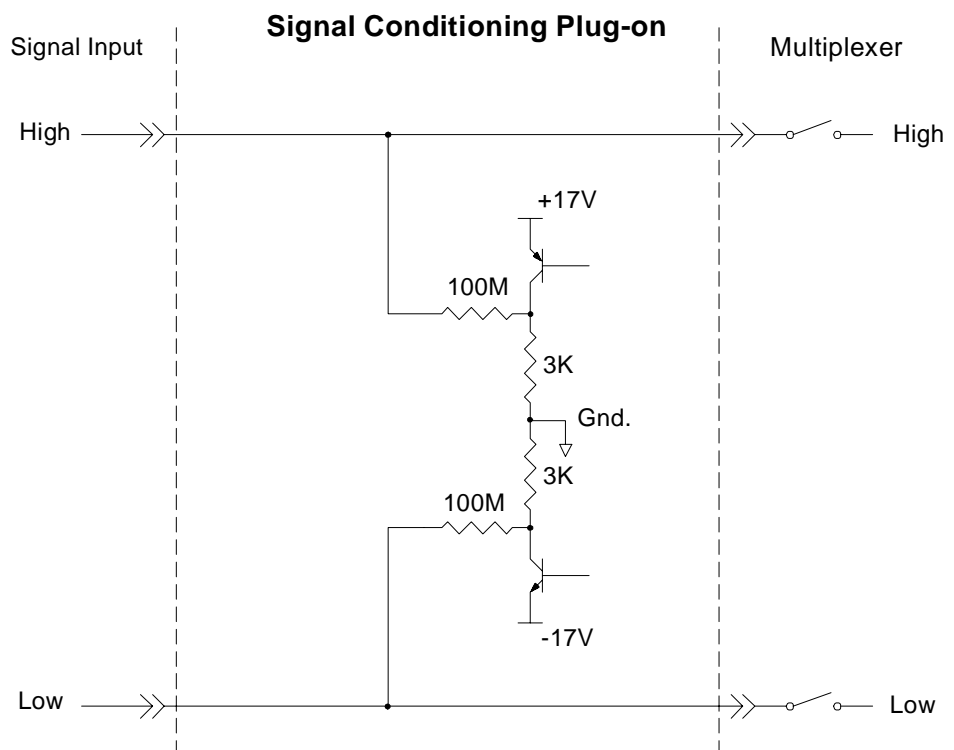 Signal Conditioning Plug-on
Signal Input
Multiplexer
High
High
+17V
100M
3K
Gnd.
3K
100M
-17V
Low
Low